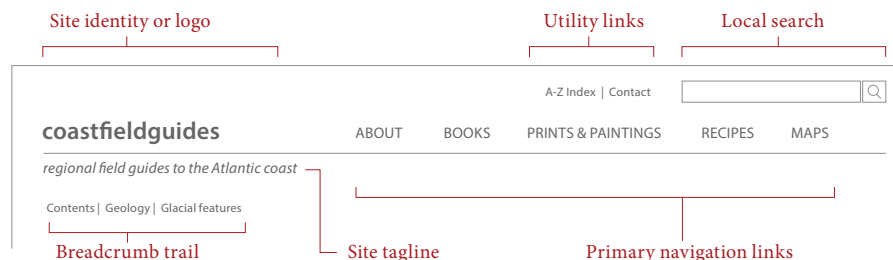 Site identity or logo
Utility links
Local search
A-Z Index | Contact
coastfieldguides
ABOUT
BOOKS
PRINTS & PAINTINGS
RECIPES
MAPS
regional field guides to the Atlantic coast
Contents | Geology | Glacial features
Breadcrumb trail
Site tagline
Primary navigation links